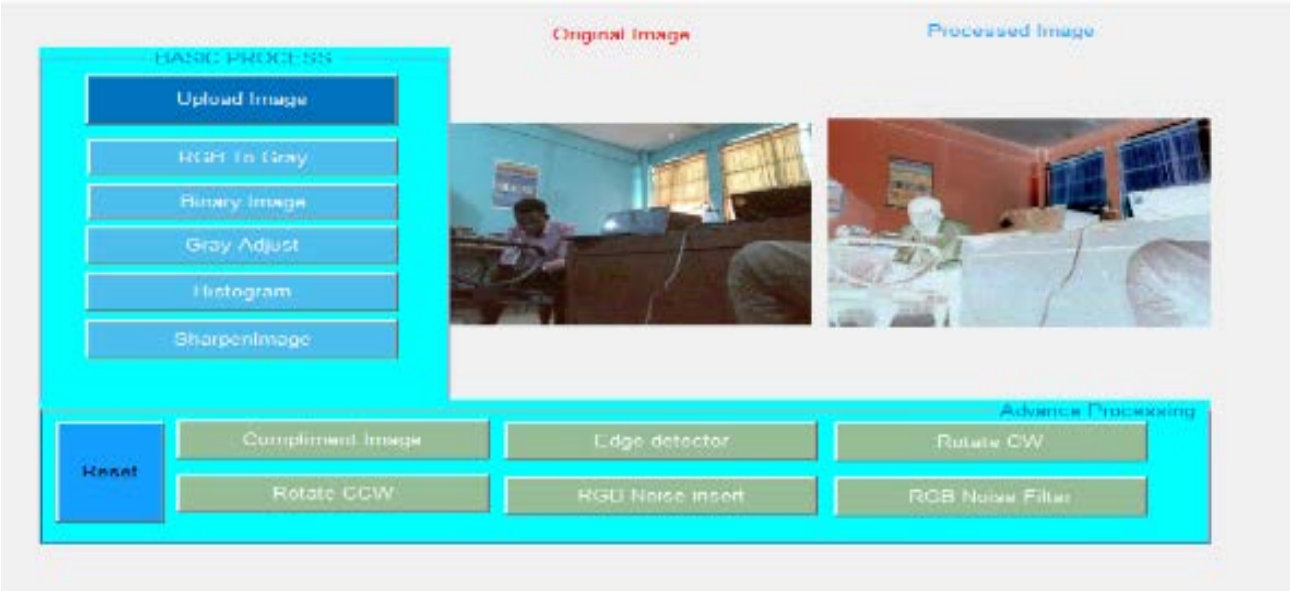 Original Image
Processed Image
BASIC PROCESS
Upload Image
RGB To Gray
Binary Image
Gray Adjust
Histogram
SharpenImage
Advance Processing
Reset
Compliment Image
Edge detector
Rotate CW
Rotate CCW
RGB Noise insert
RGB Noise Filter